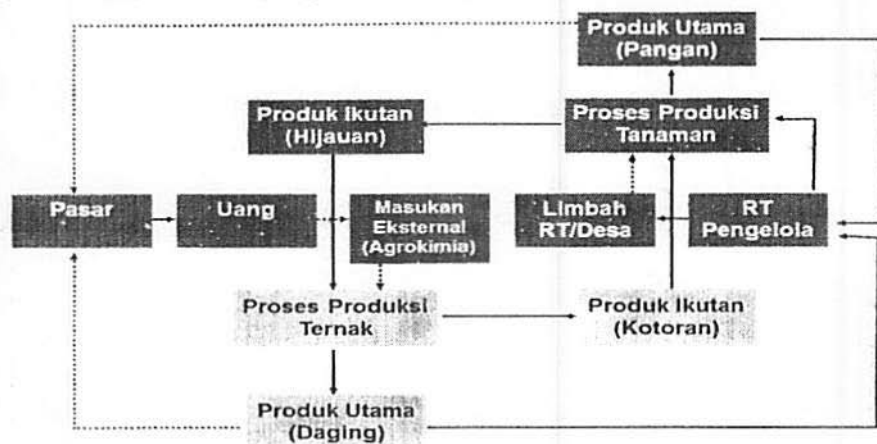 Produk Utama
(Pangan)
Produk Ikutan
(Hijauan)
Proses Produksi
Tanaman
Pasar
Uang
Masukan
Eksternal
(Agrokimia)
Limbah
RT/Desa
RT
Pengelola
Proses Produksi
Ternak
Produk Ikutan
(Kotoran)
Produk Utama
(Daging)